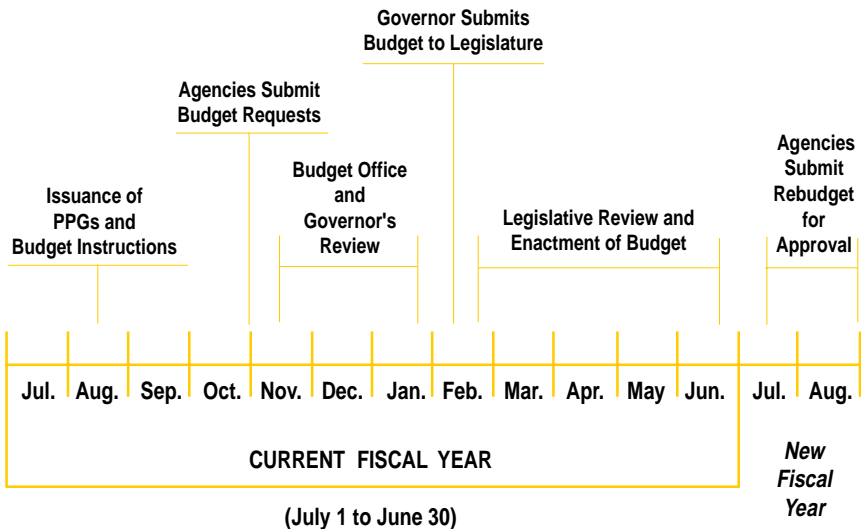 Governor Submits
Budget to Legislature
Agencies Submit
Budget Requests
Agencies
Submit
Rebudget
for
Approval
Budget Office
and
Governor's
Review
Issuance of
PPGs and
Budget Instructions
Legislative Review and
Enactment of Budget
Jul. Aug. Sep. Oct. Nov. Dec. Jan. Feb. Mar. Apr. May Jun. Jul. Aug.
CURRENT FISCAL YEAR
(July 1 to June 30)
New
Fiscal
Year